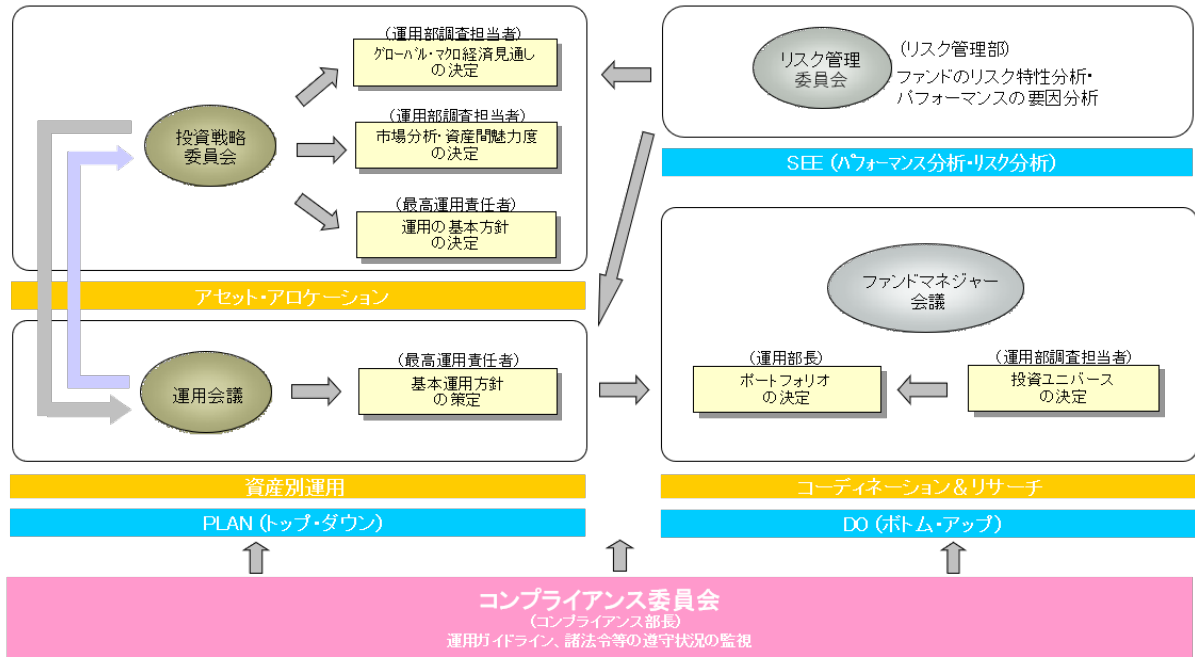 (運用部調査担当者)
グローバル・マクロ経済見通し
の決定
投資戦略
委員会
(運用部調査担当者)
市場分析・資産間魅力度
の決定
(最高運用責任者)
運用の基本方針
の決定
アセット・アロケーション
運用会議
(最高運用責任者)
基本運用方針
の策定
資産別運用
PLAN (トップ・ダウン)
リスク管理
委員会
(リスク管理部)
ファンドのリスク特性分析・
パフォーマンスの要因分析
SEE (パフォーマンス分析・リスク分析)
ファンドマネジャー
会議
(運用部長)
ポートフォリオ
の決定
(運用部調査担当者)
投資ユニバース
の決定
コーディネーション&リサーチ
DO (ボトム・アップ)
コンプライアンス委員会
(コンプライアンス部長)
運用ガイドライン、諸法令等の遵守状況の監視